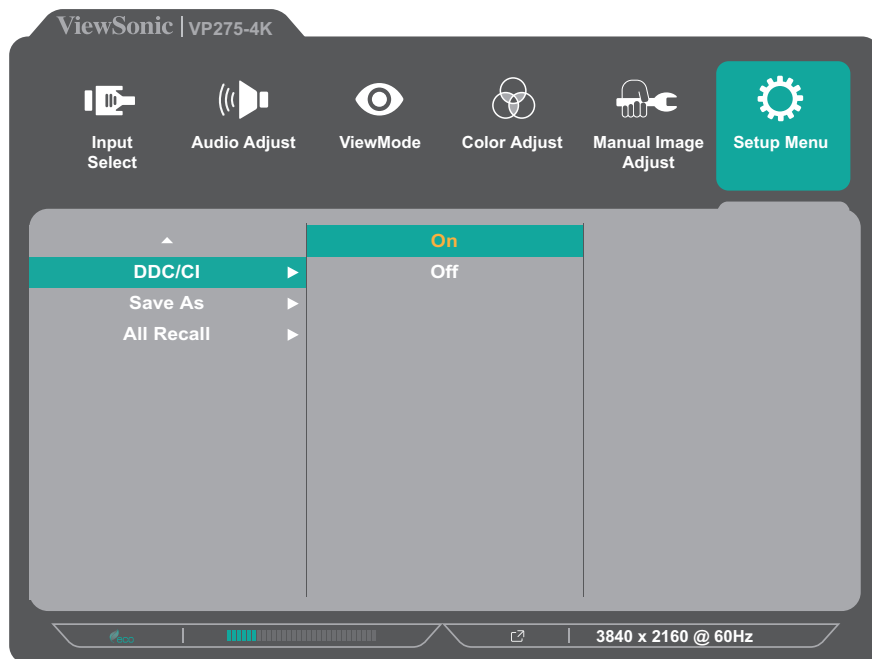 ViewSonic | VP275-4K
Input
Select
Audio Adjust
ViewMode
Color Adjust
Manual Image
Adjust
Setup Menu
On
DDC/CI
Off
Save As
All Recall
eco
3840 x 2160 @ 60Hz